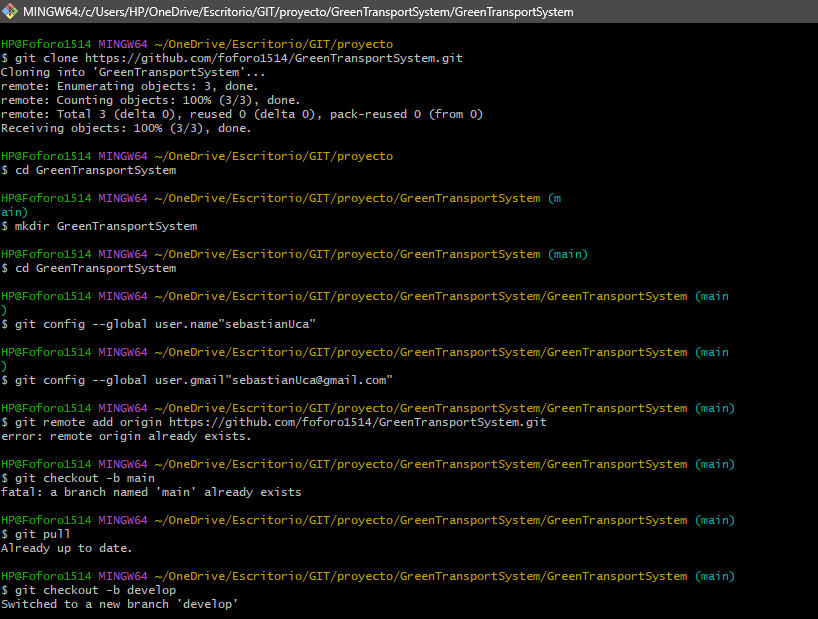 MINGW64:/c/Users/HP/OneDrive/Escritorio/GIT/proyecto/GreenTransportSystem/GreenTransportSystem
HP@Foforo1514 MINGW64 ~/OneDrive/Escritorio/GIT/proyecto
$ git clone https://github.com/foforo1514/GreenTransportSystem.git
Cloning into 'GreenTransportSystem'...
remote: Enumerating objects: 3, done.
remote: Counting objects: 100% (3/3), done.
remote: Total 3 (delta 0), reused 0 (delta 0), pack-reused 0 (from 0)
Receiving objects: 100% (3/3), done.
HP@Foforo1514 MINGW64 ~/OneDrive/Escritorio/GIT/proyecto
$ cd GreenTransportSystem
HP@Foforo1514 MINGW64 ~/OneDrive/Escritorio/GIT/proyecto/GreenTransportSystem (m
ain)
$ mkdir GreenTransportSystem
HP@Foforo1514 MINGW64 ~/OneDrive/Escritorio/GIT/proyecto/GreenTransportSystem (main)
$ cd GreenTransportSystem
HP@Foforo1514 MINGW64 ~/OneDrive/Escritorio/GIT/proyecto/GreenTransportSystem/GreenTransportSystem (main
)
$ git config --global user.name"sebastianUca"
HP@Foforo1514 MINGW64 ~/OneDrive/Escritorio/GIT/proyecto/GreenTransportSystem/GreenTransportSystem (main
)
$ git config --global user.gmail"sebastianUca@gmail.com"
HP@Foforo1514 MINGW64 ~/OneDrive/Escritorio/GIT/proyecto/GreenTransportSystem/GreenTransportSystem (main)
$ git remote add origin https://github.com/foforo1514/GreenTransportSystem.git
error: remote origin already exists.
HP@Foforo1514 MINGW64 ~/OneDrive/Escritorio/GIT/proyecto/GreenTransportSystem/GreenTransportSystem (main)
$ git checkout -b main
fatal: a branch named 'main' already exists
HP@Foforo1514 MINGW64 ~/OneDrive/Escritorio/GIT/proyecto/GreenTransportSystem/GreenTransportSystem (main)
$ git pull
Already up to date.
HP@Foforo1514 MINGW64 ~/OneDrive/Escritorio/GIT/proyecto/GreenTransportSystem/GreenTransportSystem (main)
$ git checkout -b develop
Switched to a new branch 'develop'